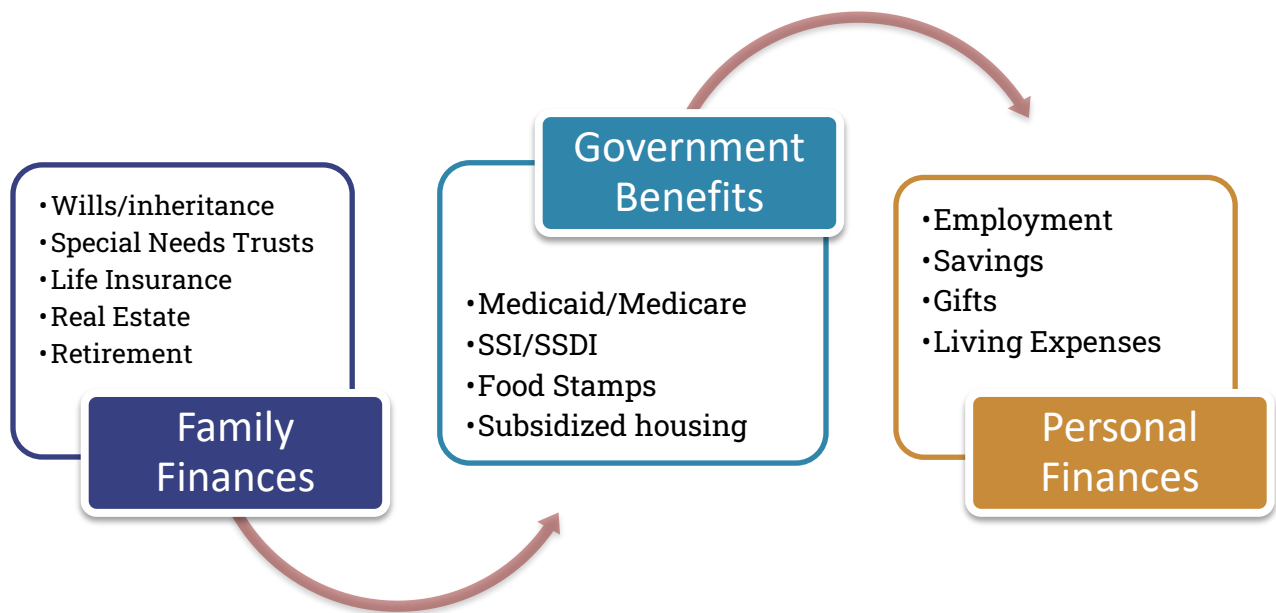 •Wills/inheritance
•Special Needs Trusts
•Life Insurance
•Real Estate
•Retirement
Family
Finances
Government
Benefits
•Medicaid/Medicare
•SSI/SSDI
•Food Stamps
•Subsidized housing
•Employment
•Savings
•Gifts
•Living Expenses
Personal
Finances